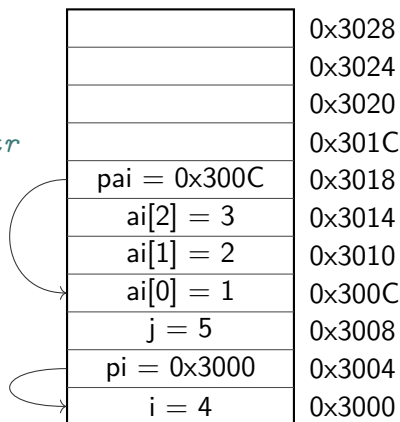 0x3028
0x3024
0x3020
0x301C
pai = 0x300C 0x3018
ai[2] = 3 0x3014
ai[1] = 2 0x3010
ai[0] = 1 0x300C
j = 5 0x3008
pi = 0x3000 0x3004
i = 4 0x3000